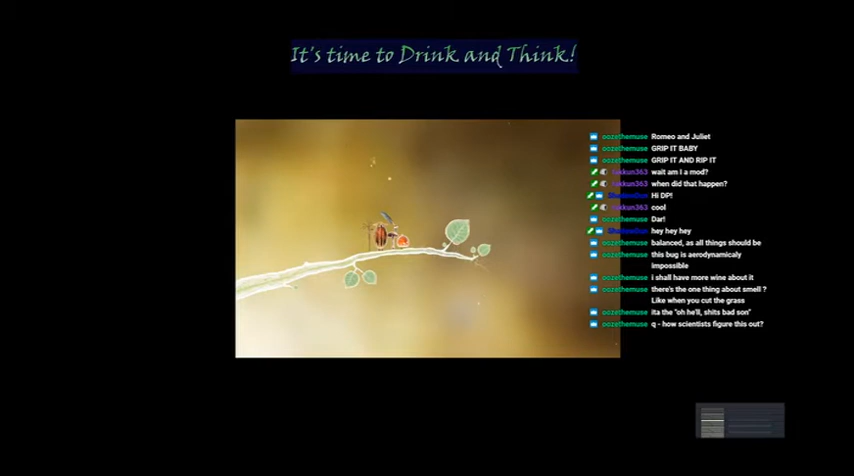 It's time to Drink and Think!
oozethemuse Romeo and Juliet
oozethemuse GRIP IT BABY
oozethemuse GRIP IT AND RIP IT
wait am i a mod?
when did that happen?
Hi DP!
cool
oozethemuse Dar!
hey hey hey
oozethemuse balanced, as all things should be
oozethemuse this bug is aerodynamicaly
impossible
oozethemuse i shall have more wine about it
oozethemuse there's the one thing about smell ?
Like when you cut the grass
oozethemuse ita the "oh he'll, shits bad son"
oozethemuse q - how scientists figure this out?